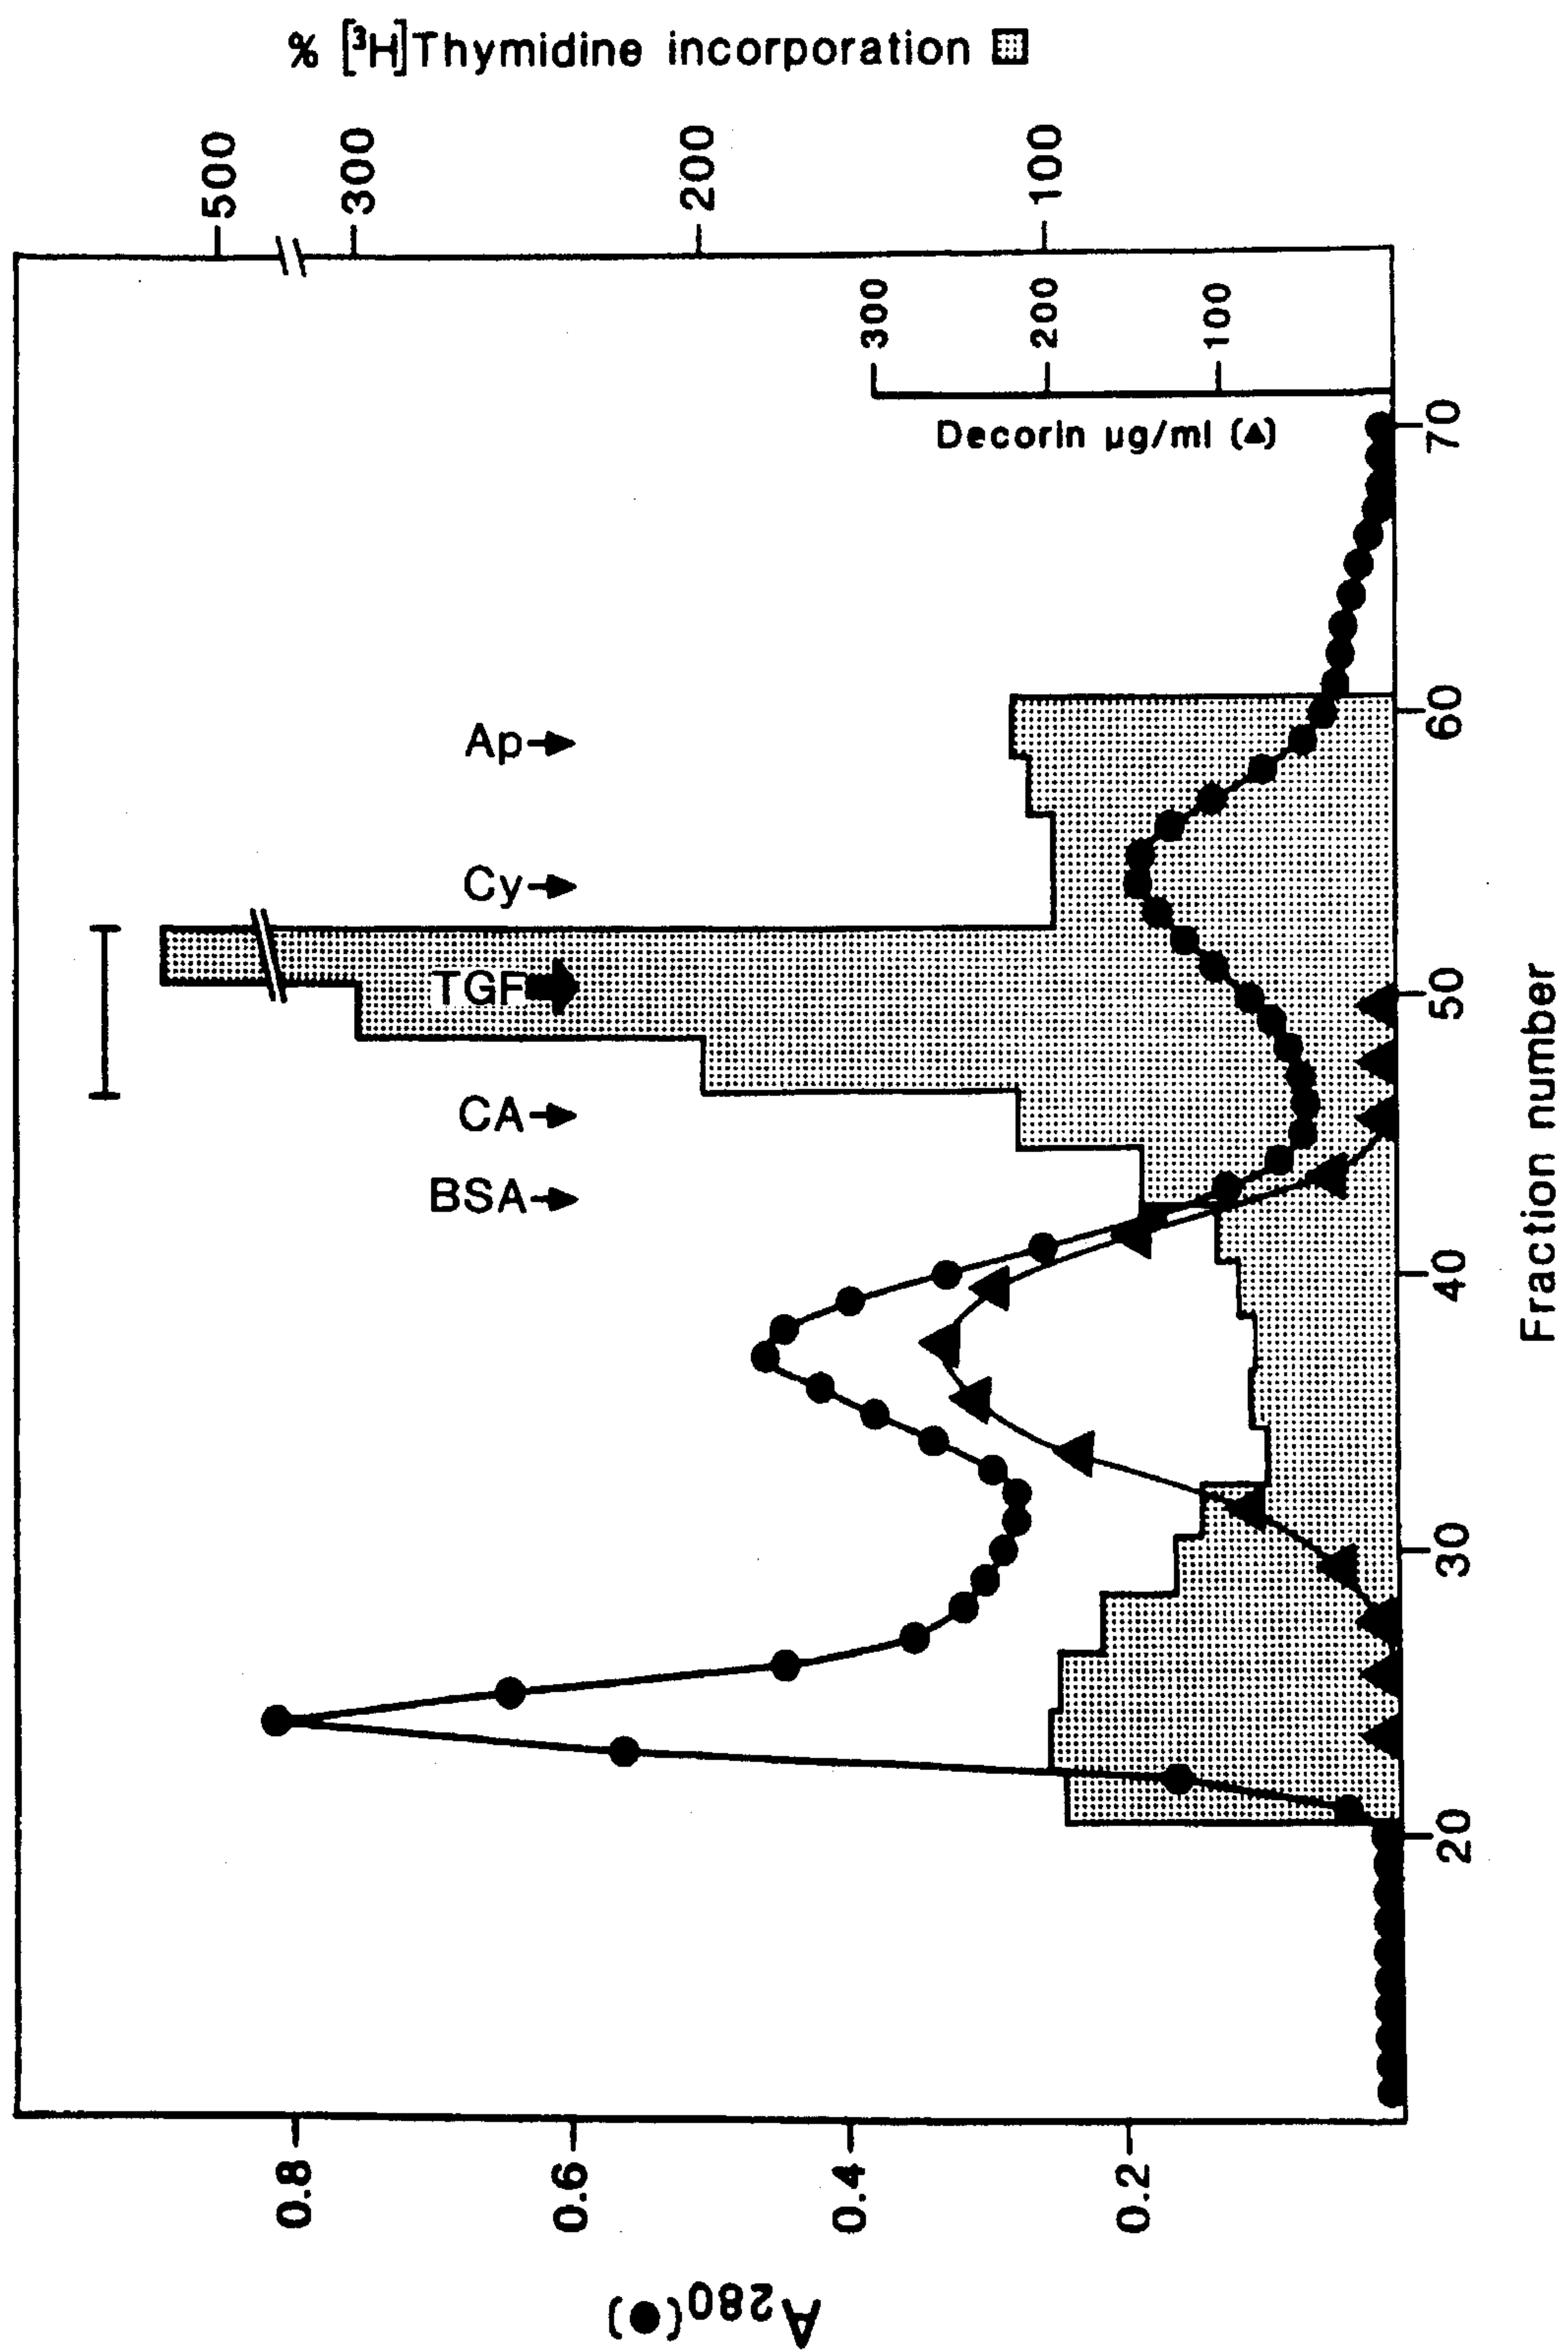 % [³H]Thymidine incorporation
500
300
200
100
300
200
100
Decorin µg/ml (▲)
Ap
Cy
TGF
CA
BSA
0.8
0.6
0.4
0.2
A₂₈₀(●)
20
30
40
50
60
70
Fraction number